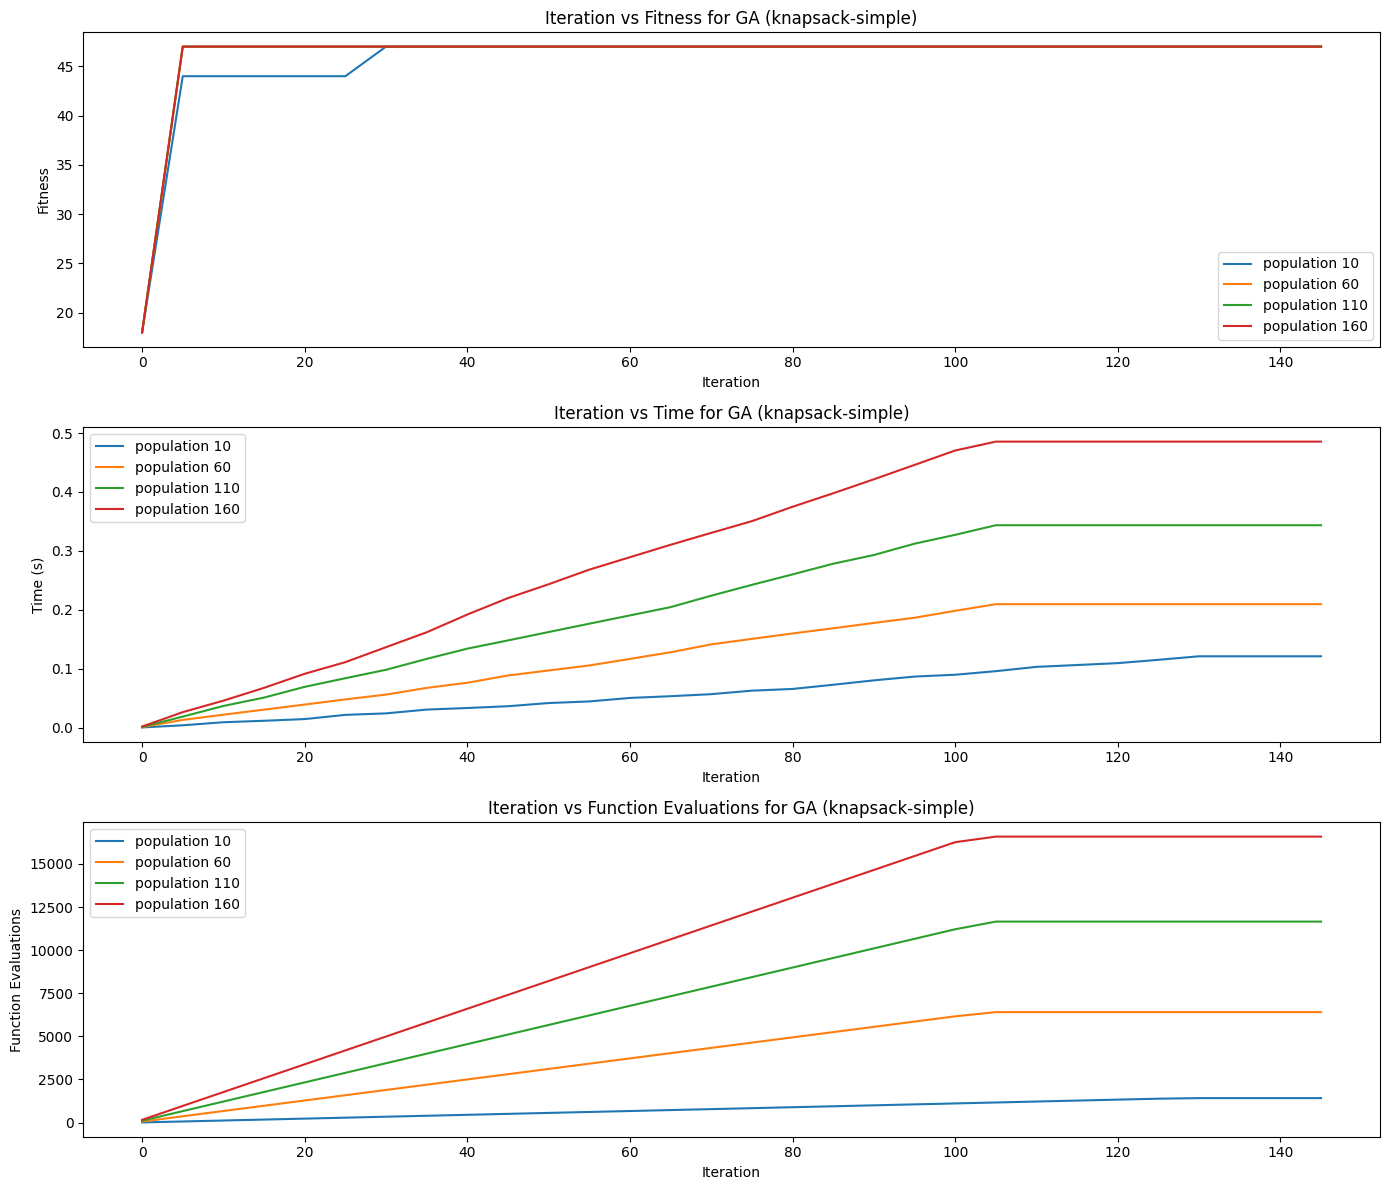 Iteration vs Fitness for GA (knapsack-simple)
45
40
35
30
25
20
Fitness
population 10
population 60
population 110
population 160
0 20 40 60 80 100 120 140
Iteration
Iteration vs Time for GA (knapsack-simple)
population 10
population 60
population 110
population 160
0.5
0.4
0.3
0.2
0.1
0.0
Time (s)
0 20 40 60 80 100 120 140
Iteration
Iteration vs Function Evaluations for GA (knapsack-simple)
population 10
population 60
population 110
population 160
15000
12500
10000
7500
5000
2500
0
Function Evaluations
0 20 40 60 80 100 120 140
Iteration